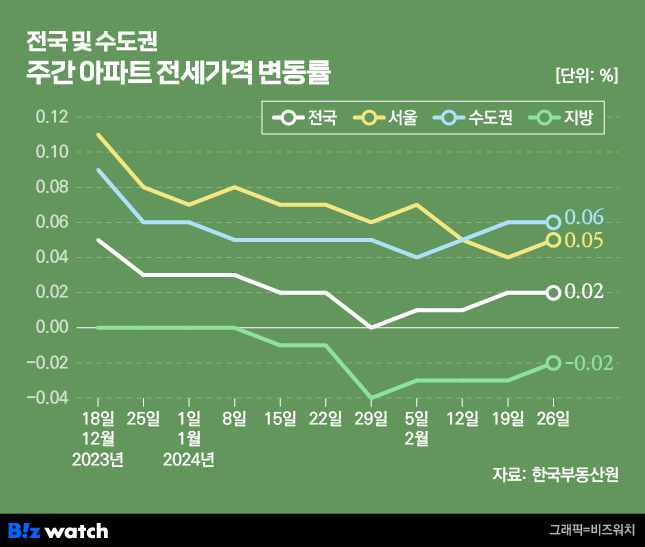 전국 및 수도권
주간 아파트 전세가격 변동률
[단위: %]
전국 서울 수도권 지방
0.12
0.10
0.08
0.06
0.04
0.02
0.00
-0.02
-0.04
0.06
0.05
0.02
-0.02
18일 25일 1일 8일 15일 22일 29일 5일 12일 19일 26일
12월 1월 2월
2023년 2024년
자료: 한국부동산원
B!z watch
그래픽=비즈워치